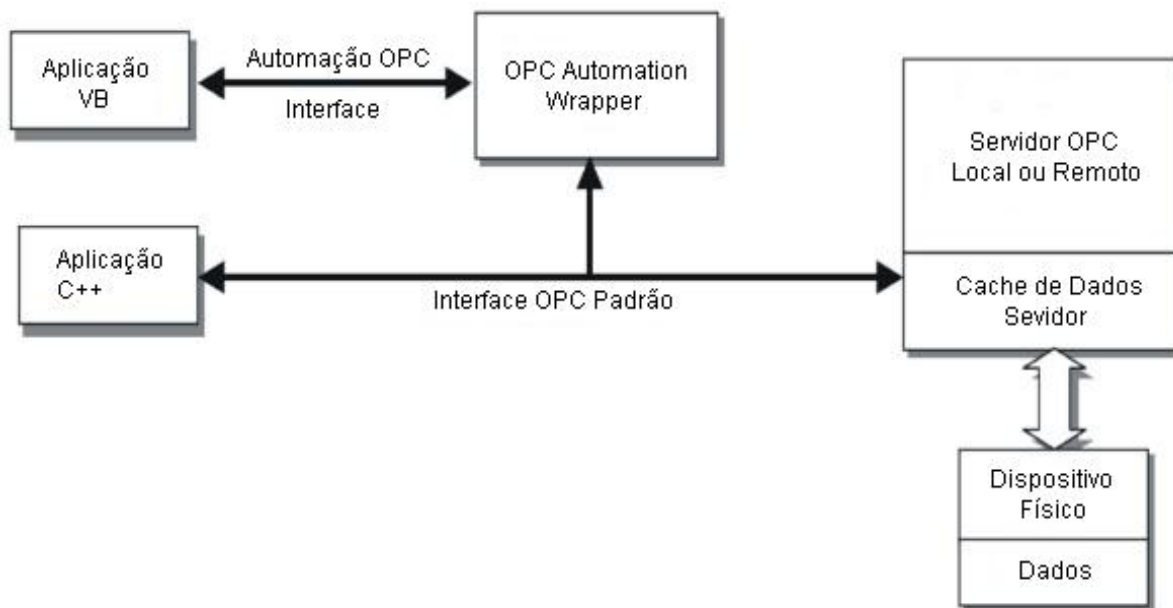 Aplicação
VB
Automação OPC
Interface
OPC Automation
Wrapper
Servidor OPC
Local ou Remoto
Aplicação
C++
Interface OPC Padrão
Cache de Dados
Sevidor
Dispositivo
Físico
Dados